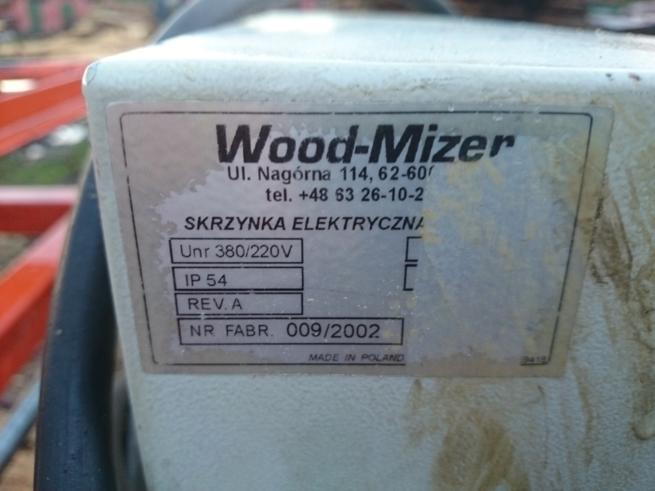 Wood-Mizer
Ul. Nagórna 114, 62-600
tel. +48 63 26-10-2
SKRZYNKA ELEKTRYCZNA
Unr 380/220V
IP 54
REV. A
NR FABR. 009/2002
MADE IN POLAND